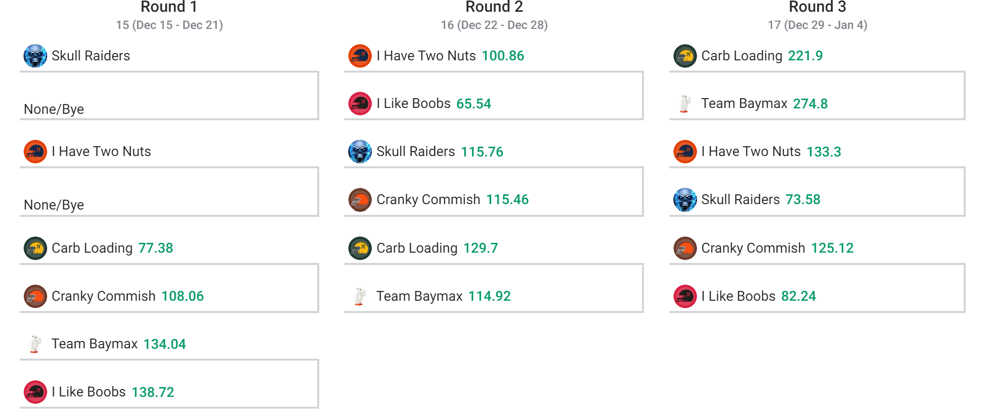 Round 1
15 (Dec 15 - Dec 21)
Skull Raiders
None/Bye
I Have Two Nuts
None/Bye
Carb Loading 77.38
Cranky Commish 108.06
Team Baymax 134.04
I Like Boobs 138.72
Round 2
16 (Dec 22 - Dec 28)
I Have Two Nuts 100.86
I Like Boobs 65.54
Skull Raiders 115.76
Cranky Commish 115.46
Carb Loading 129.7
Team Baymax 114.92
Round 3
17 (Dec 29 - Jan 4)
Carb Loading 221.9
Team Baymax 274.8
I Have Two Nuts 133.3
Skull Raiders 73.58
Cranky Commish 125.12
I Like Boobs 82.24